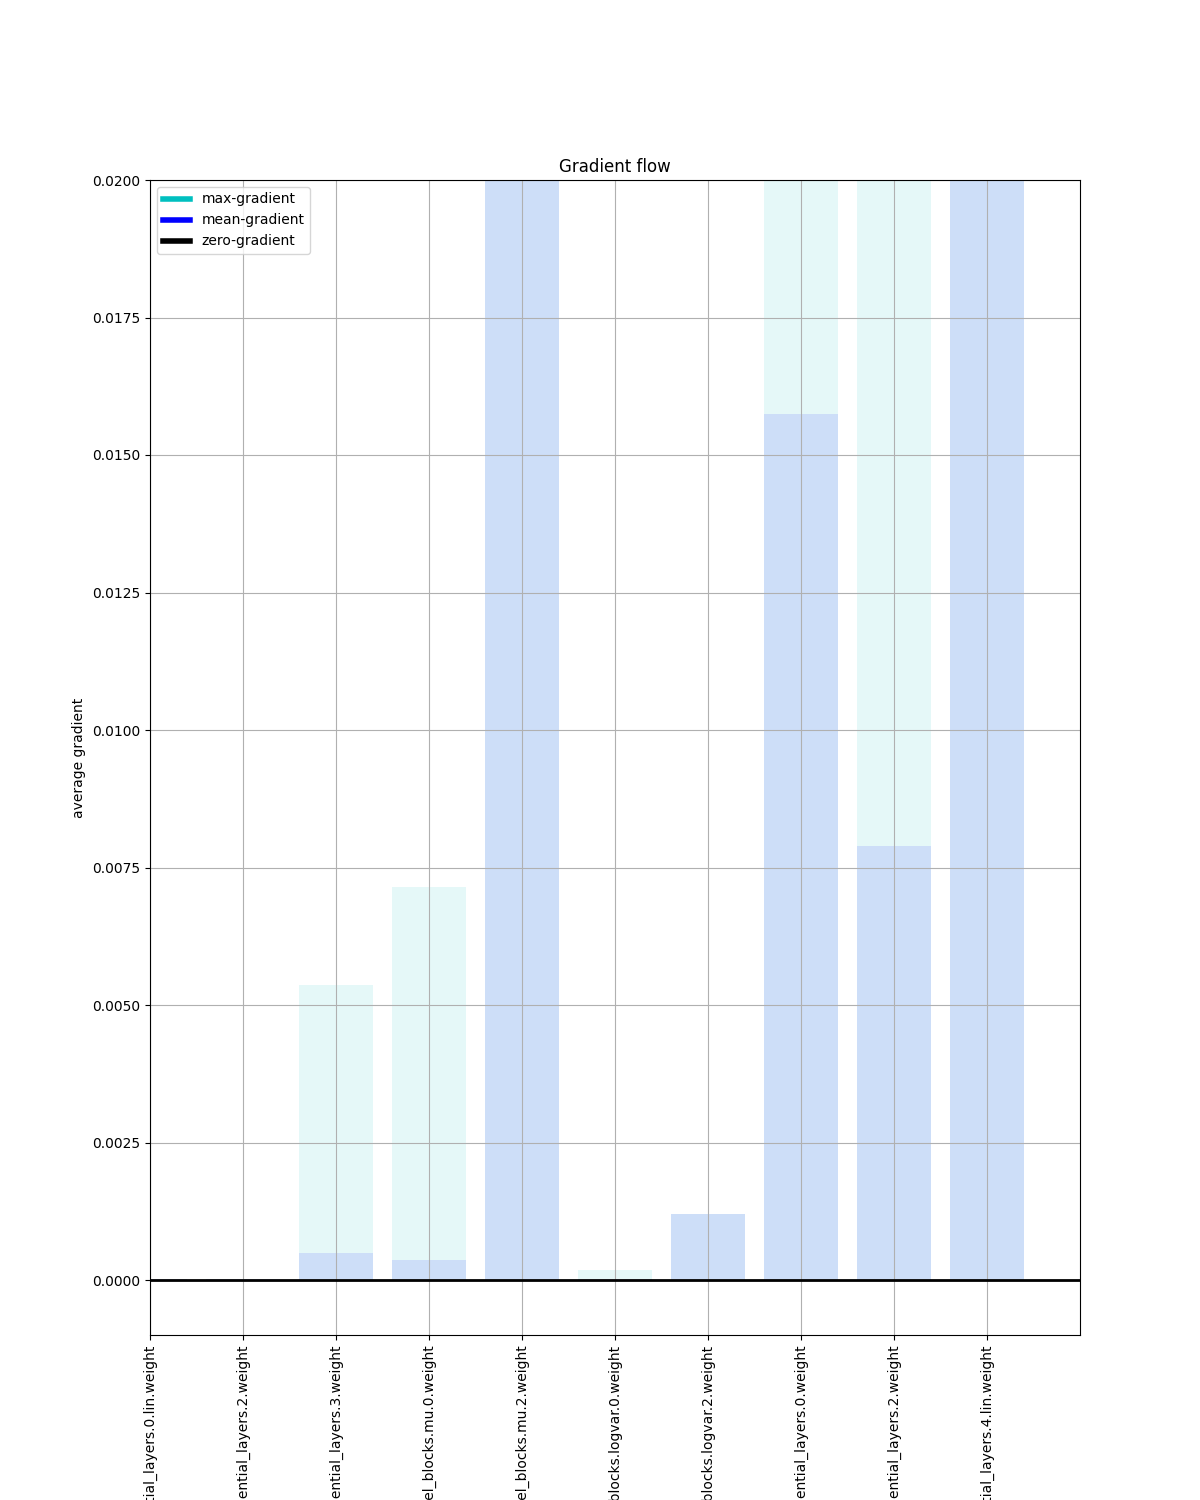 Gradient flow
max-gradient
mean-gradient
zero-gradient
0.0200
0.0175
0.0150
0.0125
0.0100
0.0075
0.0050
0.0025
0.0000
average gradient
tial_layers.0.lin.weight
ential_layers.2.weight
ential_layers.3.weight
el_blocks.mu.0.weight
el_blocks.mu.2.weight
blocks.logvar.0.weight
blocks.logvar.2.weight
ential_layers.0.weight
ential_layers.2.weight
tial_layers.4.lin.weight